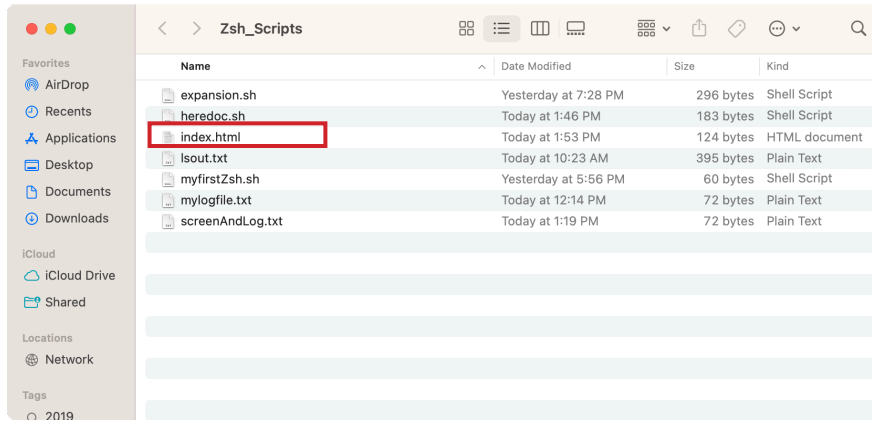 Zsh_Scripts
Favorites
AirDrop
Recents
Applications
Desktop
Documents
Downloads
iCloud
iCloud Drive
Shared
Locations
Network
Tags
2019
Name Date Modified Size Kind
expansion.sh Yesterday at 7:28 PM 296 bytes Shell Script
heredoc.sh Today at 1:46 PM 183 bytes Shell Script
index.html Today at 1:53 PM 124 bytes HTML document
lsout.txt Today at 10:23 AM 395 bytes Plain Text
myfirstZsh.sh Yesterday at 5:56 PM 60 bytes Shell Script
mylogfile.txt Today at 12:14 PM 72 bytes Plain Text
screenAndLog.txt Today at 1:19 PM 72 bytes Plain Text